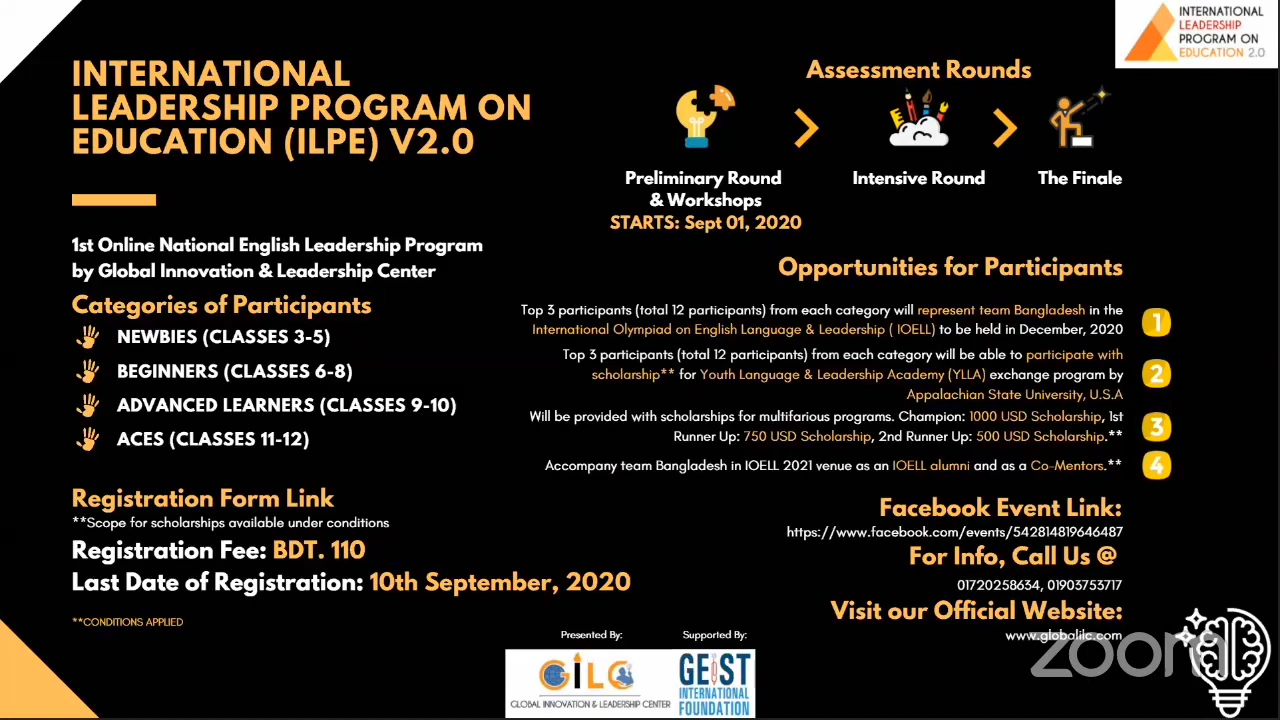 INTERNATIONAL
LEADERSHIP PROGRAM ON
EDUCATION (ILPE) V2.0
1st Online National English Leadership Program
by Global Innovation & Leadership Center
Categories of Participants
NEWBIES (CLASSES 3-5)
BEGINNERS (CLASSES 6-8)
ADVANCED LEARNERS (CLASSES 9-10)
ACES (CLASSES 11-12)
Registration Form Link
**Scope for scholarships available under conditions
Registration Fee: BDT. 110
Last Date of Registration: 10th September, 2020
**CONDITIONS APPLIED
INTERNATIONAL
LEADERSHIP
PROGRAM ON
EDUCATION 2.0
Assessment Rounds
Preliminary Round
& Workshops
STARTS: Sept 01, 2020
Intensive Round
The Finale
Opportunities for Participants
Top 3 participants (total 12 participants) from each category will represent team Bangladesh in the
International Olympiad on English Language & Leadership ( IOELL) to be held in December, 2020
1
Top 3 participants (total 12 participants) from each category will be able to participate with
scholarship** for Youth Language & Leadership Academy (YLLA) exchange program by
Appalachian State University, U.S.A
2
Will be provided with scholarships for multifarious programs. Champion: 1000 USD Scholarship, 1st
Runner Up: 750 USD Scholarship, 2nd Runner Up: 500 USD Scholarship.**
3
Accompany team Bangladesh in IOELL 2021 venue as an IOELL alumni and as a Co-Mentors.**
4
Facebook Event Link:
https://www.facebook.com/events/542814819646487
For Info, Call Us @
01720258634, 01903753717
Visit our Official Website:
www.globalilc.com
zoom
Presented By:
GILC
GLOBAL INNOVATION & LEADERSHIP CENTER
Supported By:
GEIST
INTERNATIONAL
FOUNDATION